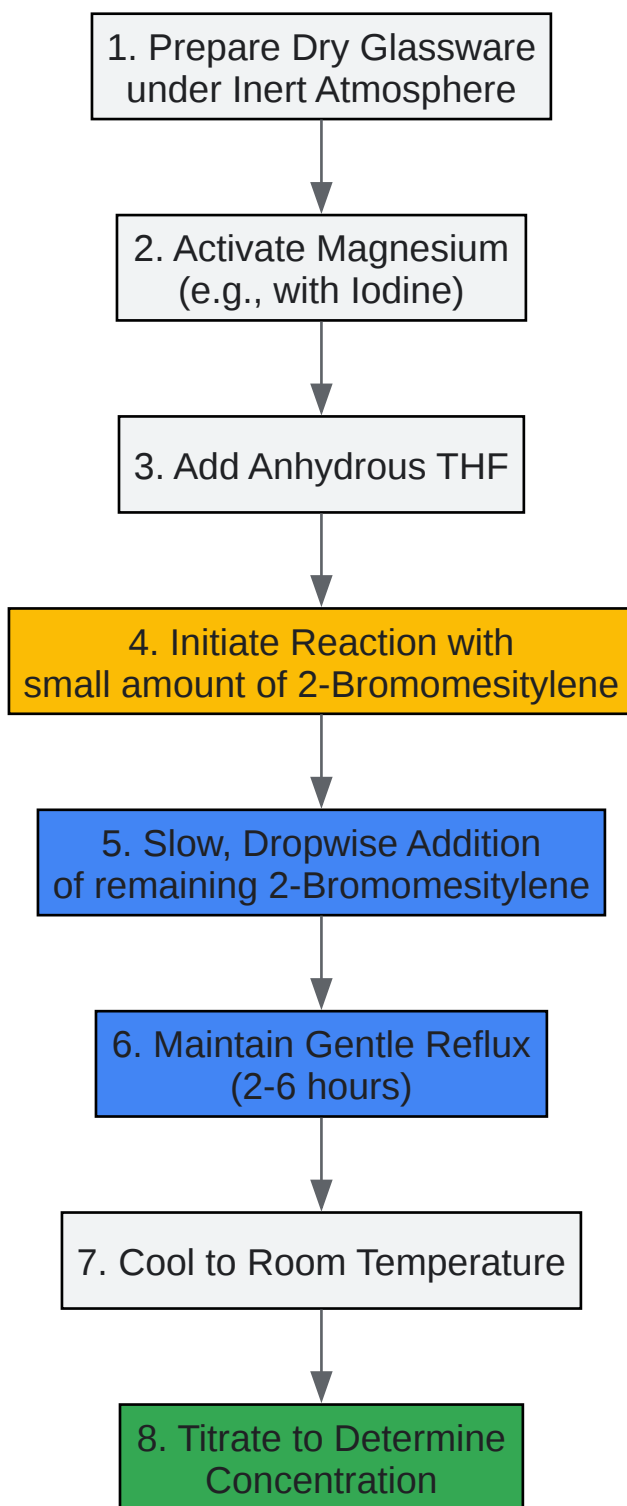 1. Prepare Dry Glassware
under Inert Atmosphere
2. Activate Magnesium
(e.g., with Iodine)
3. Add Anhydrous THF
4. Initiate Reaction with
small amount of 2-Bromomesitylene
5. Slow, Dropwise Addition
of remaining 2-Bromomesitylene
6. Maintain Gentle Reflux
(2-6 hours)
7. Cool to Room Temperature
8. Titrate to Determine
Concentration